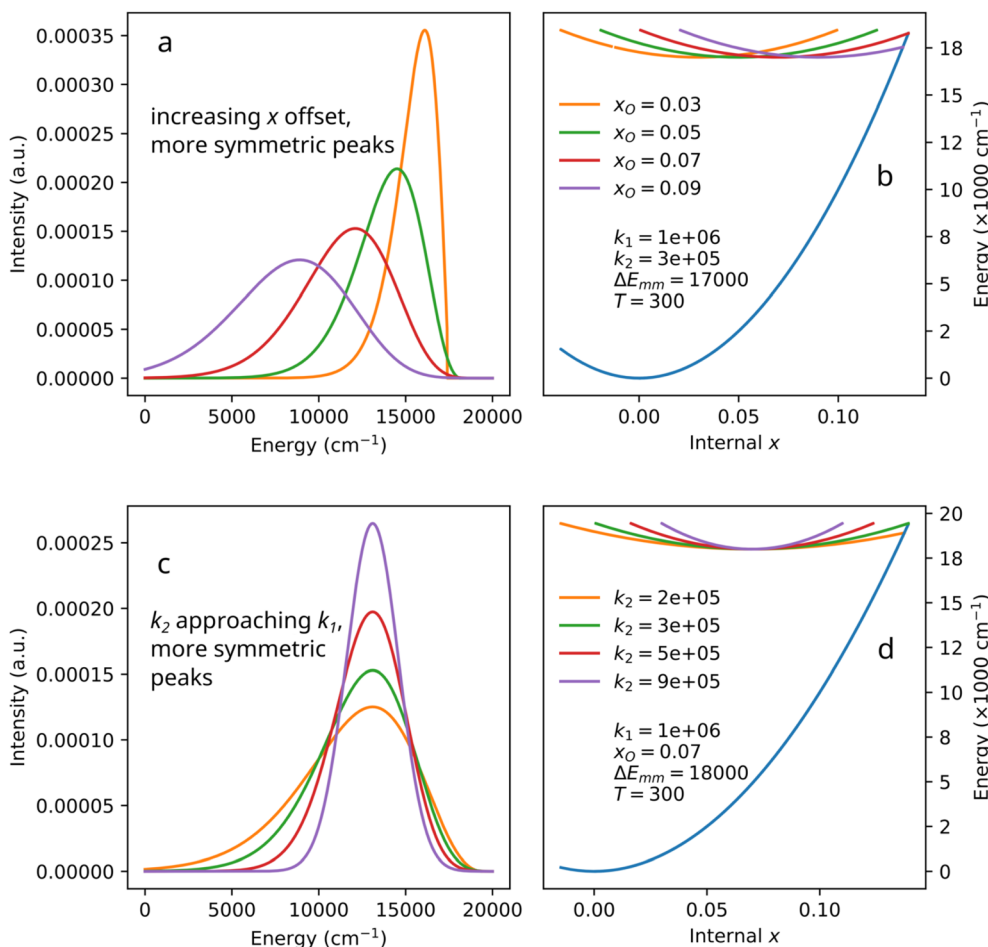 a
increasing x offset,
more symmetric peaks
0.00035
0.00030
0.00025
0.00020
0.00015
0.00010
0.00005
0.00000
Intensity (a.u.)
0 5000 10000 15000 20000
Energy (cm⁻¹)
b
x_O = 0.03
x_O = 0.05
x_O = 0.07
x_O = 0.09
k₁ = 1e+06
k₂ = 3e+05
ΔE_mm = 17000
T = 300
18
15
12
10
8
5
2
0
Energy (×1000 cm⁻¹)
0.00 0.05 0.10
Internal x
c
k₂ approaching k₁,
more symmetric
peaks
0.00025
0.00020
0.00015
0.00010
0.00005
0.00000
Intensity (a.u.)
0 5000 10000 15000 20000
Energy (cm⁻¹)
d
k₂ = 2e+05
k₂ = 3e+05
k₂ = 5e+05
k₂ = 9e+05
k₁ = 1e+06
x_O = 0.07
ΔE_mm = 18000
T = 300
20
18
15
12
10
8
5
2
0
Energy (×1000 cm⁻¹)
0.00 0.05 0.10
Internal x